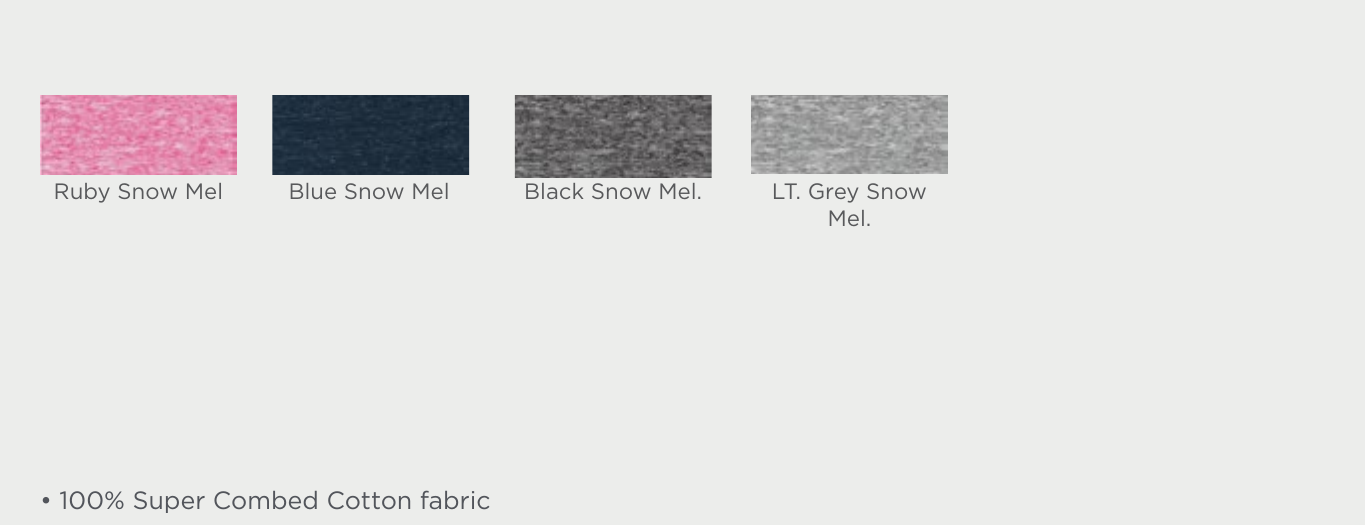 Ruby Snow Mel
Blue Snow Mel
Black Snow Mel.
LT. Grey Snow
Mel.
• 100% Super Combed Cotton fabric